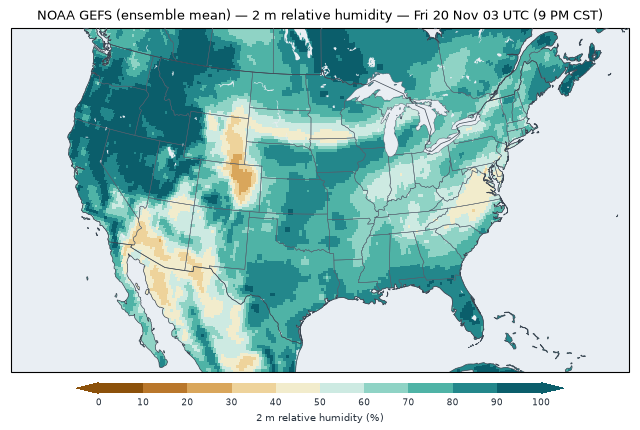 NOAA GEFS (ensemble mean) — 2 m relative humidity — Fri 20 Nov 03 UTC (9 PM CST)
0 10 20 30 40 50 60 70 80 90 100
2 m relative humidity (%)